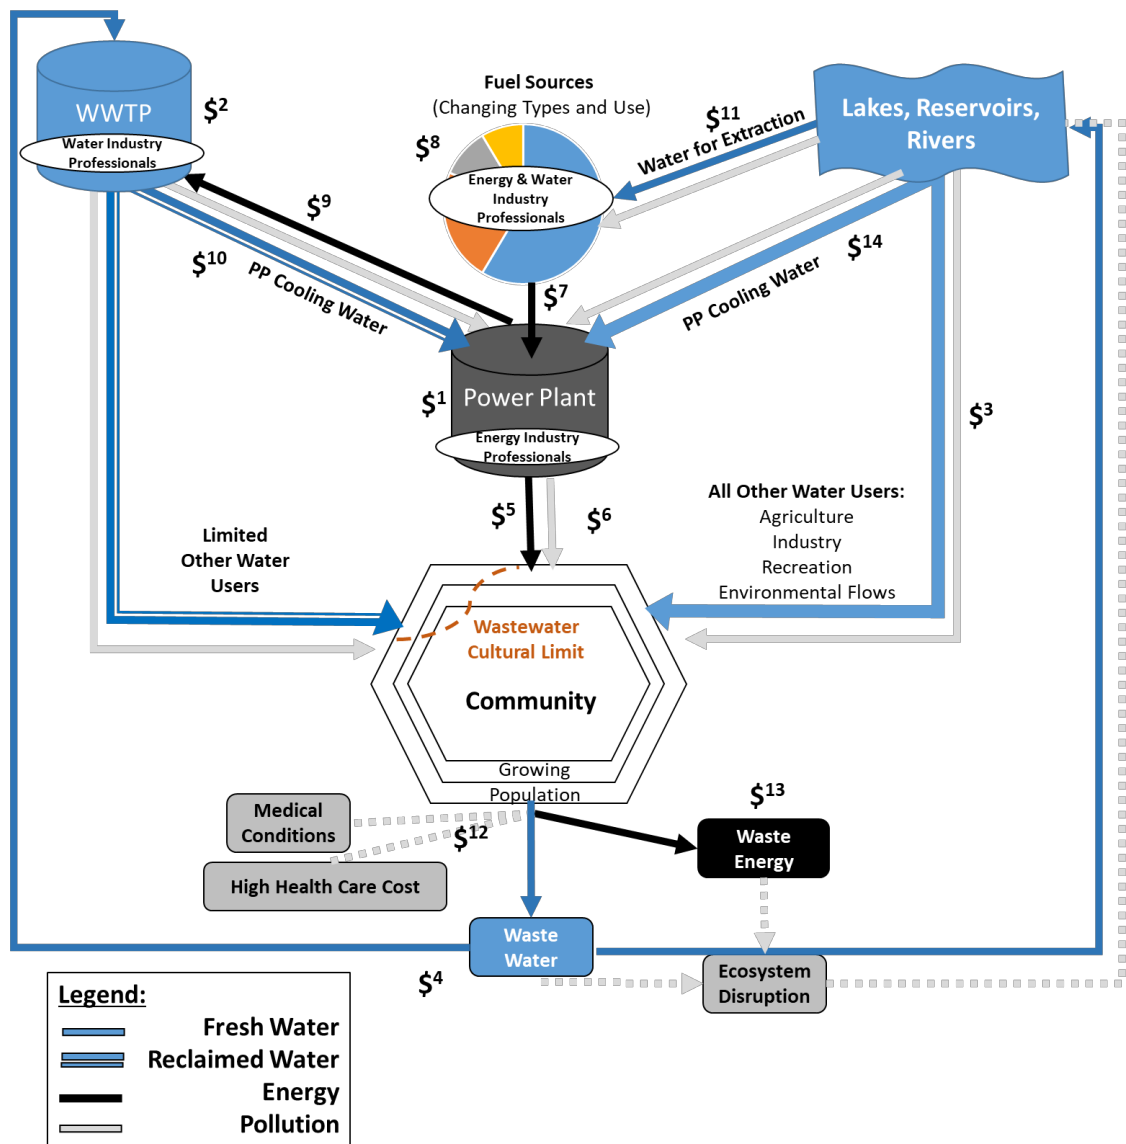 WWTP
Water Industry
Professionals
$2
Fuel Sources
(Changing Types and Use)
$8
Energy & Water
Industry
Professionals
$11
Water for Extraction
Lakes, Reservoirs,
Rivers
$9
$10
PP Cooling Water
$7
$14
PP Cooling Water
$1
Power Plant
Energy Industry
Professionals
$3
$5
$6
Limited
Other Water
Users
All Other Water Users:
Agriculture
Industry
Recreation
Environmental Flows
Wastewater
Cultural Limit
Community
Growing
Population
Medical
Conditions
$12
High Health Care Cost
$13
Waste
Energy
Waste
Water
$4
Ecosystem
Disruption
Legend:
Fresh Water
Reclaimed Water
Energy
Pollution